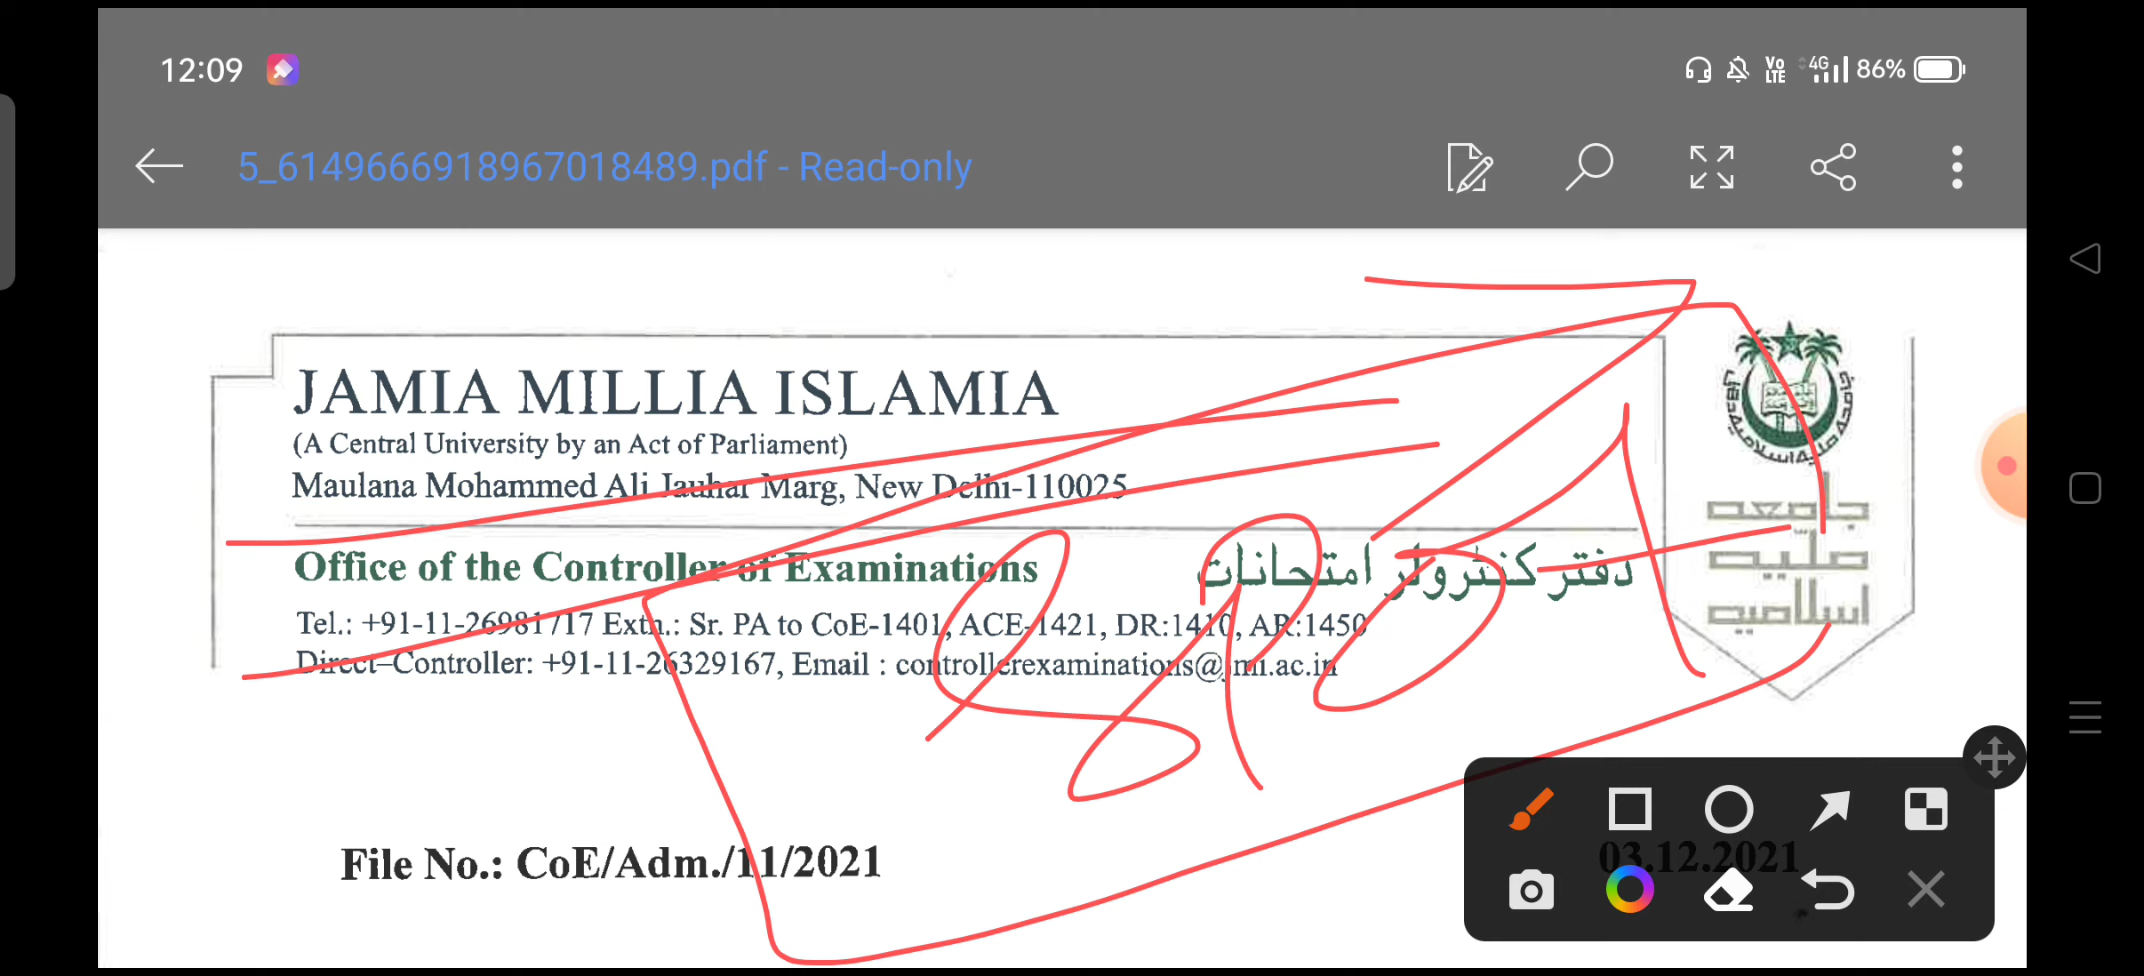 12:09 Vo LTE 4G 86%
5_6149666918967018489.pdf - Read-only
JAMIA MILLIA ISLAMIA
(A Central University by an Act of Parliament)
Maulana Mohammed Ali Jauhar Marg, New Delhi-110025
Office of the Controller of Examinations دفتر کنٹرولر امتحانات
Tel.: +91-11-26981717 Extn.: Sr. PA to CoE-1401, ACE-1421, DR:1410, AR:1450
Direct–Controller: +91-11-26329167, Email : controllerexaminations@jmi.ac.in
جامعہ
ملیہ
اسلامیہ
File No.: CoE/Adm./11/2021
03.12.2021